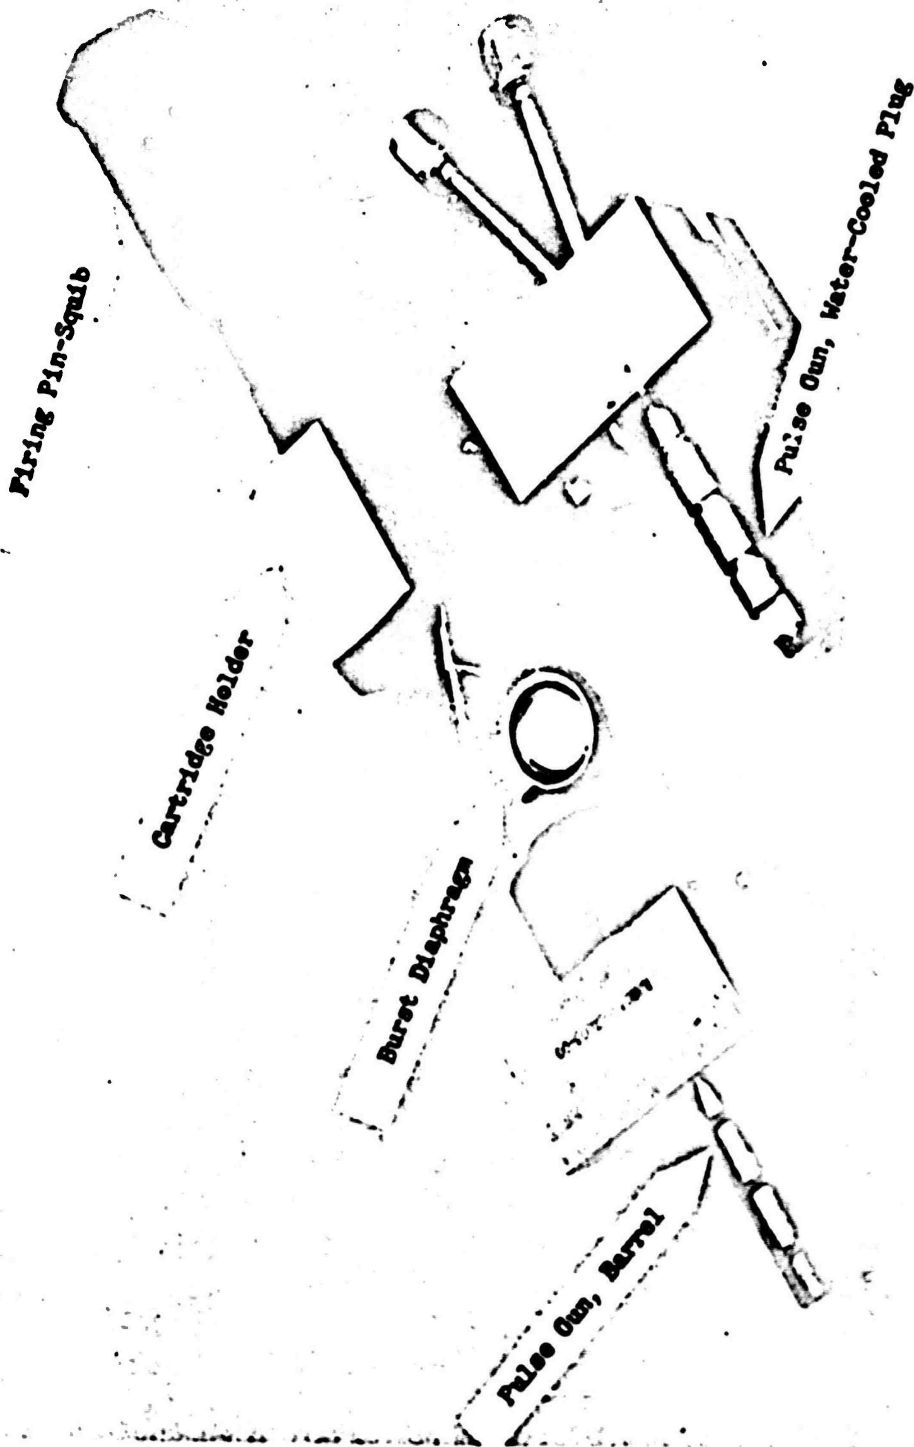 Firing Pin-Squib
Cartridge Holder
Burst Diaphragm
Pulse Gun, Barrel
Pulse Gun, Water-Cooled Plug